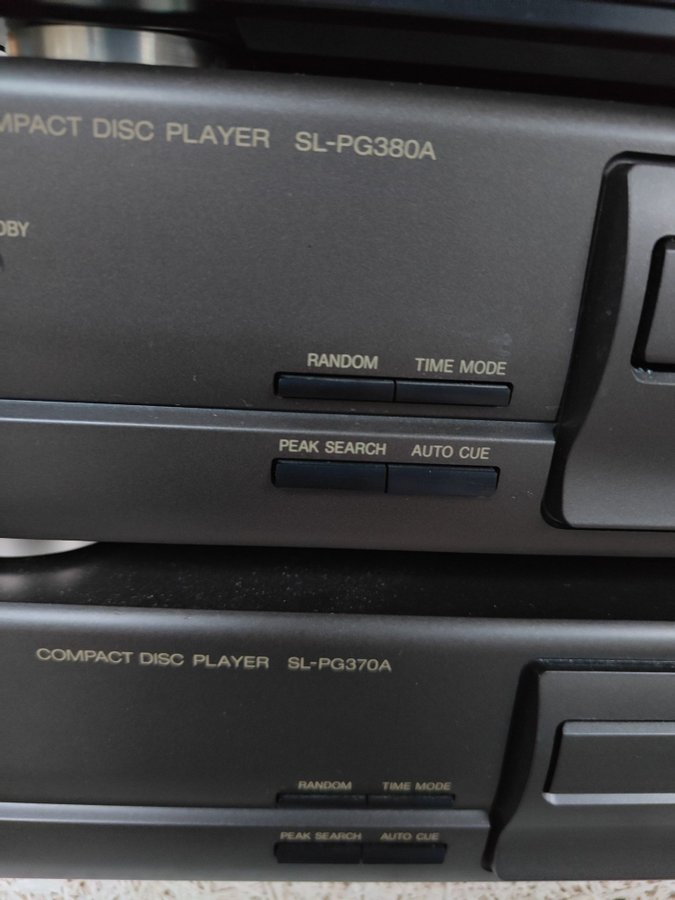 MPACT DISC PLAYER SL-PG380A
DBY
RANDOM TIME MODE
PEAK SEARCH AUTO CUE
COMPACT DISC PLAYER SL-PG370A
RANDOM TIME MODE
PEAK SEARCH AUTO CUE